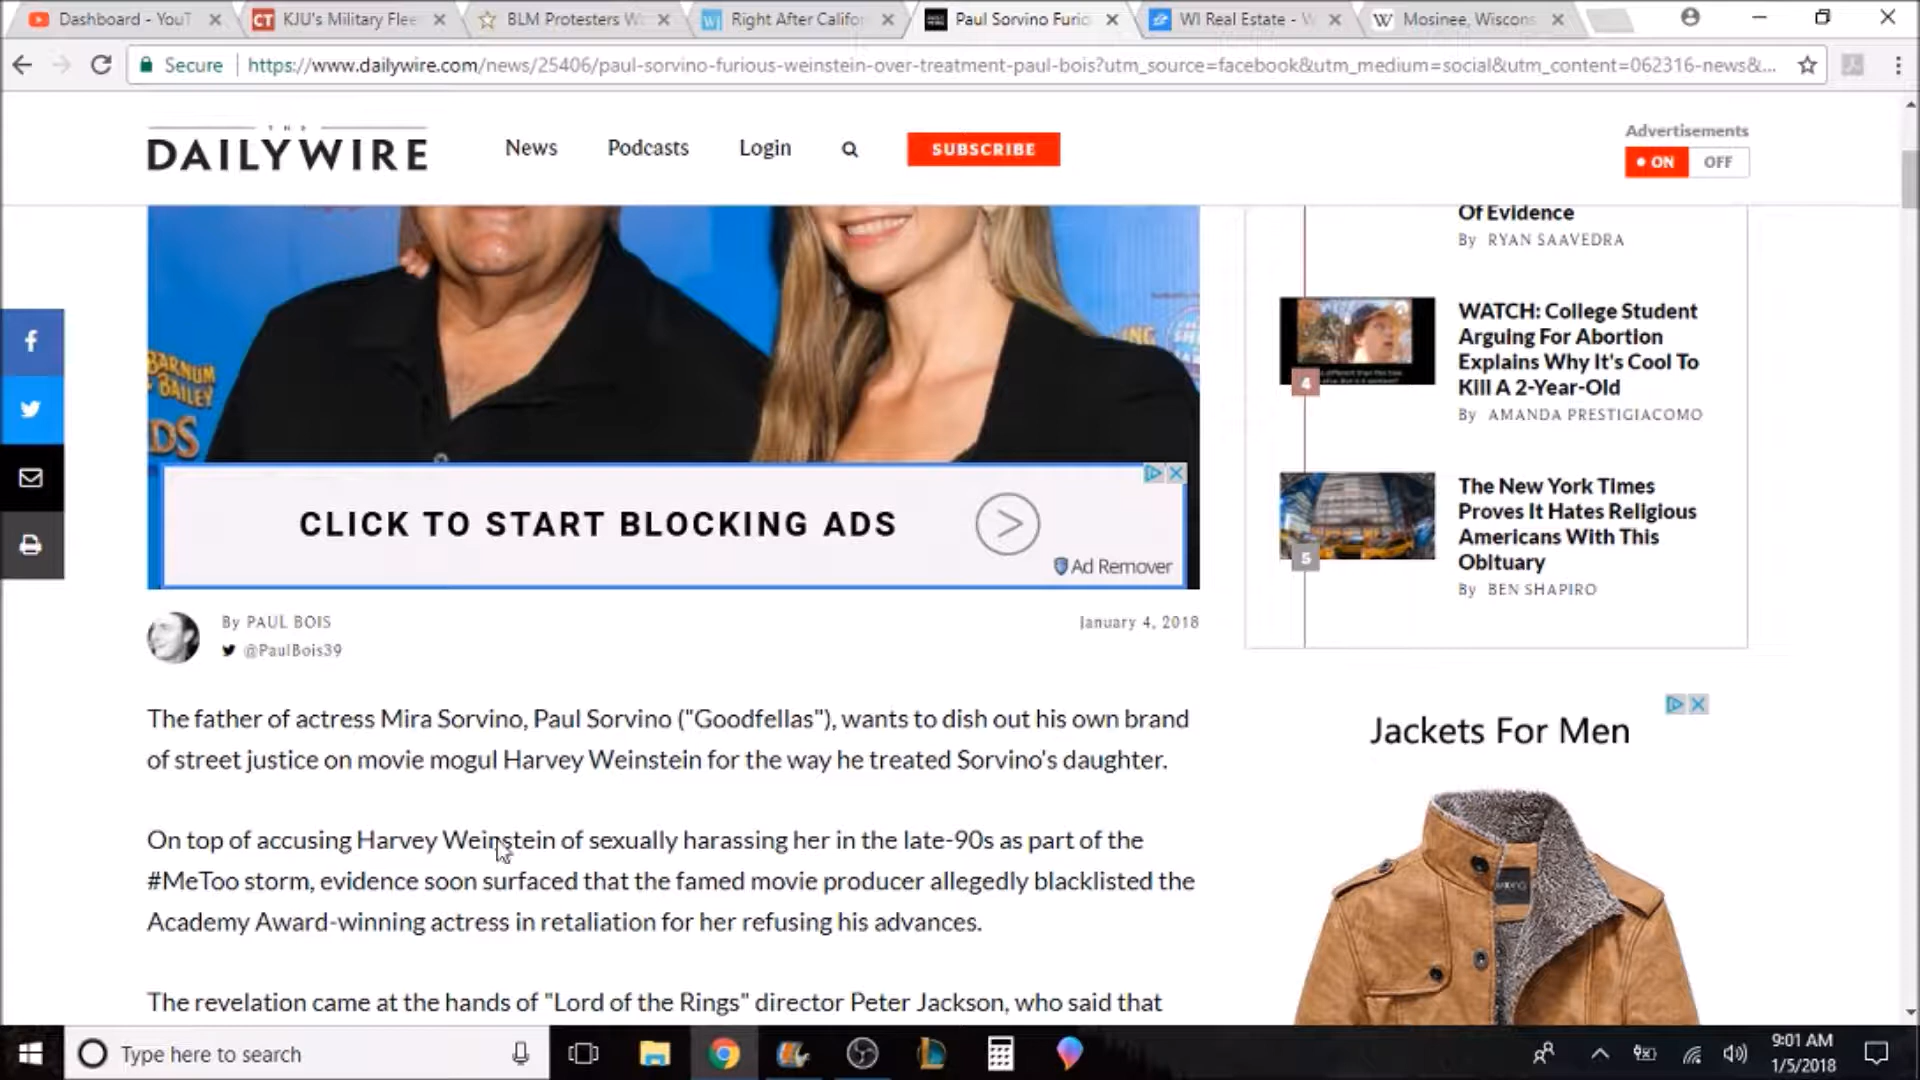 Dashboard - YouT
KJU's Military Flee
BLM Protesters W
Right After Califo
Paul Sorvino Furio
WI Real Estate - W
Mosinee, Wiscons
Secure
https://www.dailywire.com/news/25406/paul-sorvino-furious-weinstein-over-treatment-paul-bois?utm_source=facebook&utm_medium=social&utm_content=062316-news&...
DAILYWIRE
News
Podcasts
Login
SUBSCRIBE
Advertisements
ON
OFF
BARNUM
& BAILEY
DS
CLICK TO START BLOCKING ADS
Ad Remover
By PAUL BOIS
@PaulBois39
January 4, 2018
The father of actress Mira Sorvino, Paul Sorvino ("Goodfellas"), wants to dish out his own brand
of street justice on movie mogul Harvey Weinstein for the way he treated Sorvino's daughter.
On top of accusing Harvey Weinstein of sexually harassing her in the late-90s as part of the
#MeToo storm, evidence soon surfaced that the famed movie producer allegedly blacklisted the
Academy Award-winning actress in retaliation for her refusing his advances.
The revelation came at the hands of "Lord of the Rings" director Peter Jackson, who said that
Of Evidence
By RYAN SAAVEDRA
4
WATCH: College Student
Arguing For Abortion
Explains Why It's Cool To
Kill A 2-Year-Old
By AMANDA PRESTIGIACOMO
5
The New York Times
Proves It Hates Religious
Americans With This
Obituary
By BEN SHAPIRO
Jackets For Men
Type here to search
9:01 AM
1/5/2018